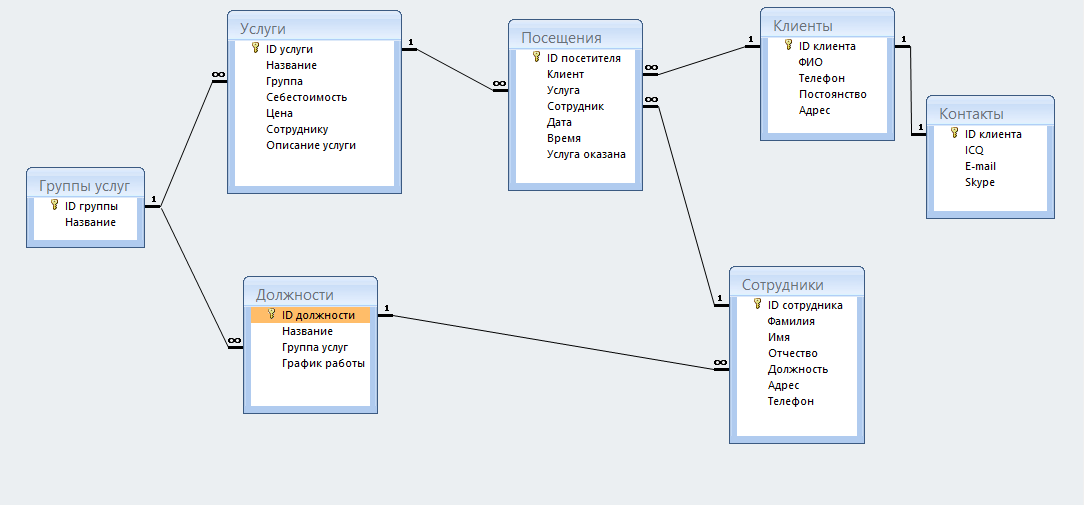 Услуги
ID услуги
Название
Группа
Себестоимость
Цена
Сотруднику
Описание услуги
1
∞
Посещения
ID посетителя
Клиент
Услуга
Сотрудник
Дата
Время
Услуга оказана
∞
∞
∞
Клиенты
ID клиента
ФИО
Телефон
Постоянство
Адрес
1
1
Контакты
ID клиента
ICQ
E-mail
Skype
1
Группы услуг
ID группы
Название
1
Должности
ID должности
Название
Группа услуг
График работы
1
∞
Сотрудники
ID сотрудника
Фамилия
Имя
Отчество
Должность
Адрес
Телефон
1
∞